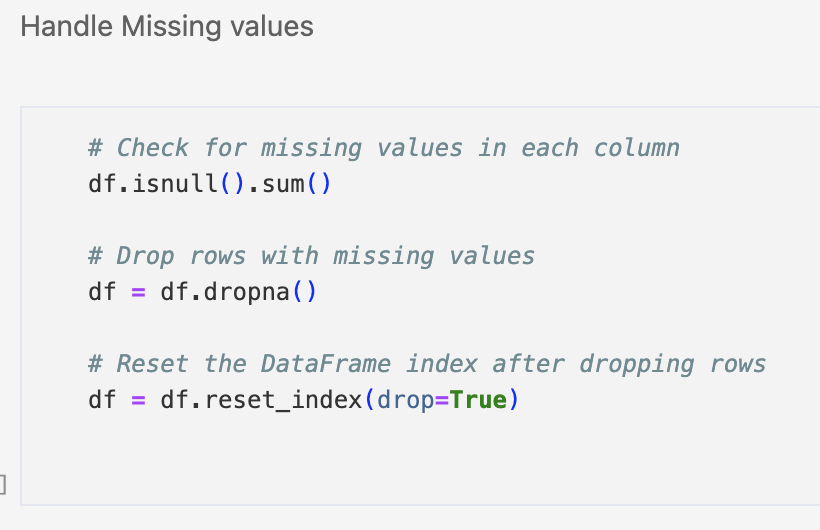 Handle Missing values
# Check for missing values in each column
df.isnull().sum()
# Drop rows with missing values
df = df.dropna()
# Reset the DataFrame index after dropping rows
df = df.reset_index(drop=True)
]